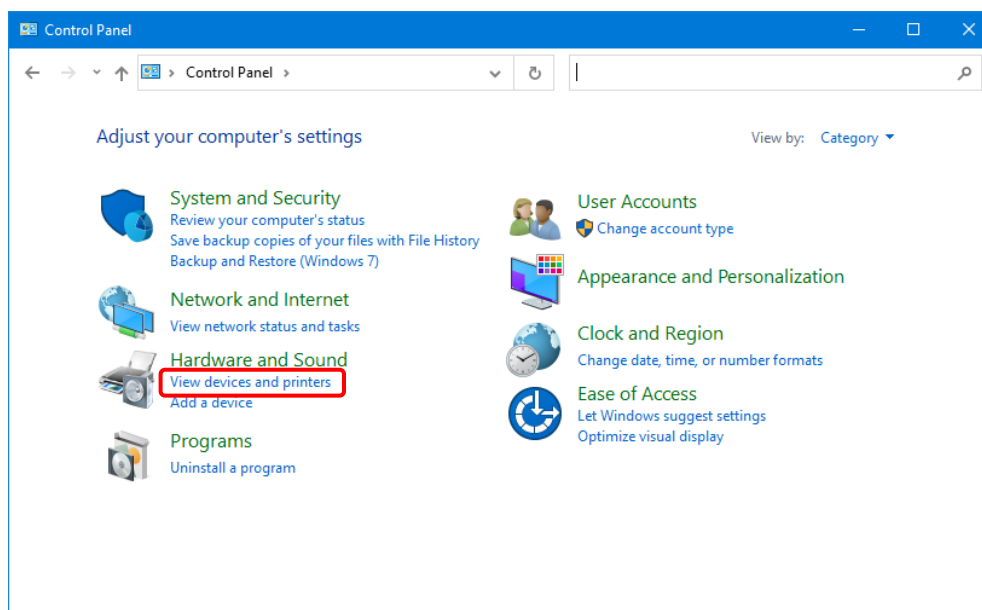 Control Panel
Control Panel
Adjust your computer's settings
View by: Category
System and Security
Review your computer's status
Save backup copies of your files with File History
Backup and Restore (Windows 7)
Network and Internet
View network status and tasks
Hardware and Sound
View devices and printers
Add a device
Programs
Uninstall a program
User Accounts
Change account type
Appearance and Personalization
Clock and Region
Change date, time, or number formats
Ease of Access
Let Windows suggest settings
Optimize visual display